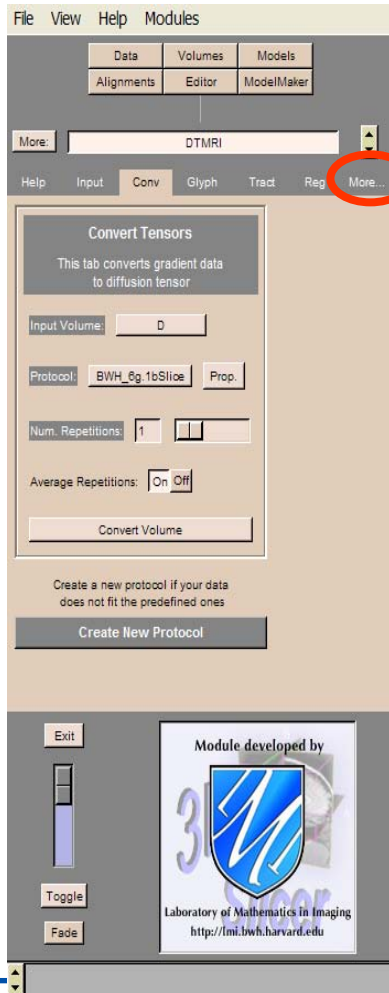 File View Help Modules
Data Volumes Models
Alignments Editor ModelMaker
More: DTMRI
Help Input Conv Glyph Tract Reg More...
Convert Tensors
This tab converts gradient data
to diffusion tensor
Input Volume: D
Protocol: BWH_6g.1bSlice Prop.
Num. Repetitions: 1
Average Repetitions: On Off
Convert Volume
Create a new protocol if your data
does not fit the predefined ones
Create New Protocol
Exit
Module developed by
3D
Slicer
Toggle
Laboratory of Mathematics in Imaging
Fade
http://lmi.bwh.harvard.edu